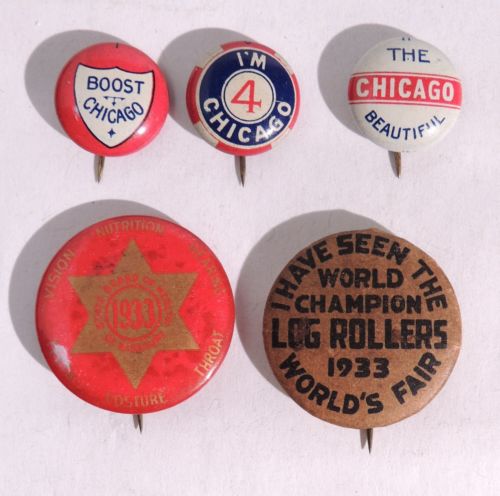 BOOST
CHICAGO
I'M
4
CHICAGO
THE
CHICAGO
BEAUTIFUL
VISION
NUTRITION
THROAT
POSTURE
1933
I HAVE SEEN THE
WORLD
CHAMPION
LOG ROLLERS
1933
WORLD'S FAIR